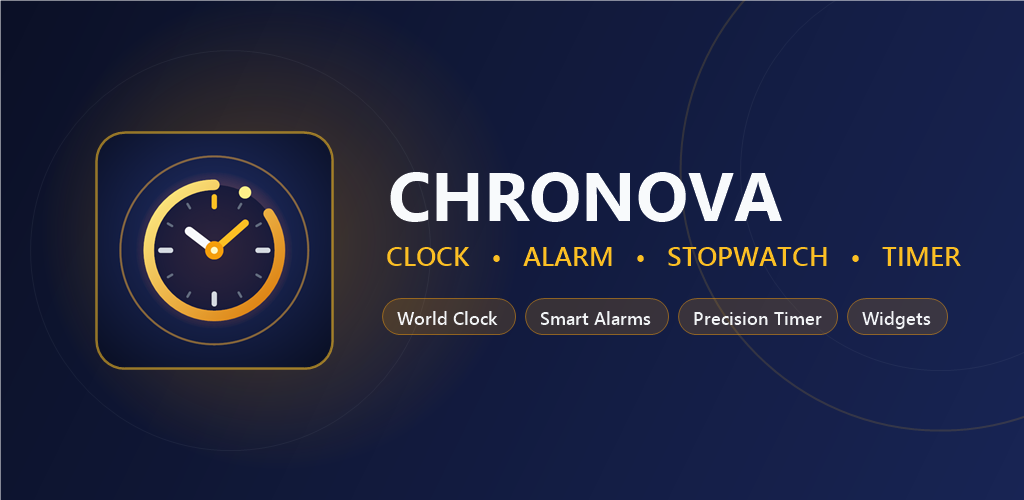 CHRONOVA
CLOCK • ALARM • STOPWATCH • TIMER
World Clock Smart Alarms Precision Timer Widgets